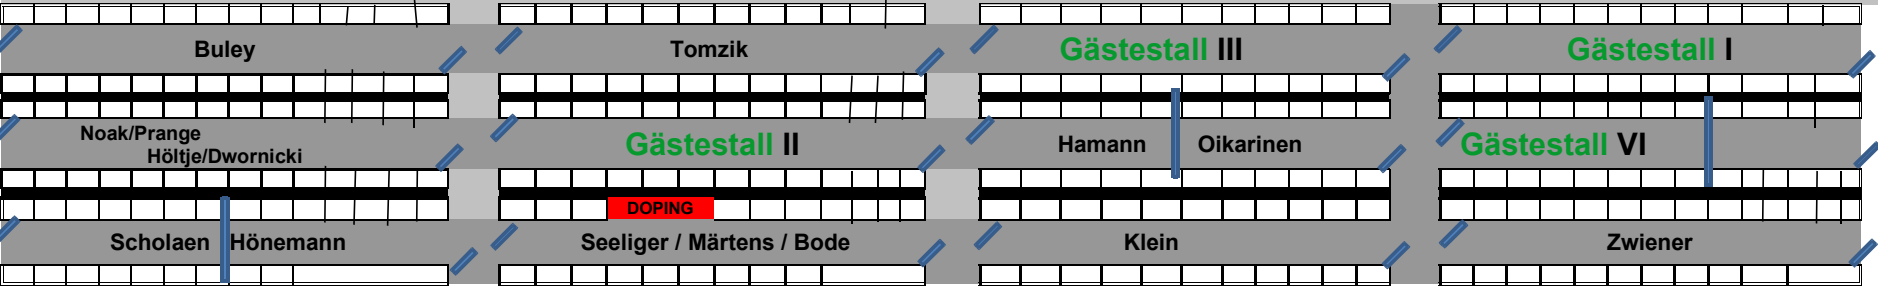 Buley
Tomzik
Gästestall III
Gästestall I
Noak/Prange
Höltje/Dwornicki
Gästestall II
Hamann
Oikarinen
Gästestall VI
DOPING
Scholaen
Hönemann
Seeliger / Märtens / Bode
Klein
Zwiener